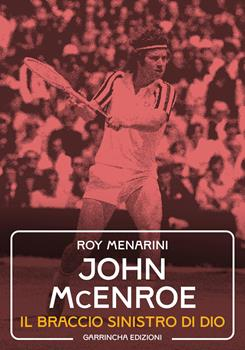 ROY MENARINI
JOHN
McENROE
IL BRACCIO SINISTRO DI DIO
GARRINCHA EDIZIONI